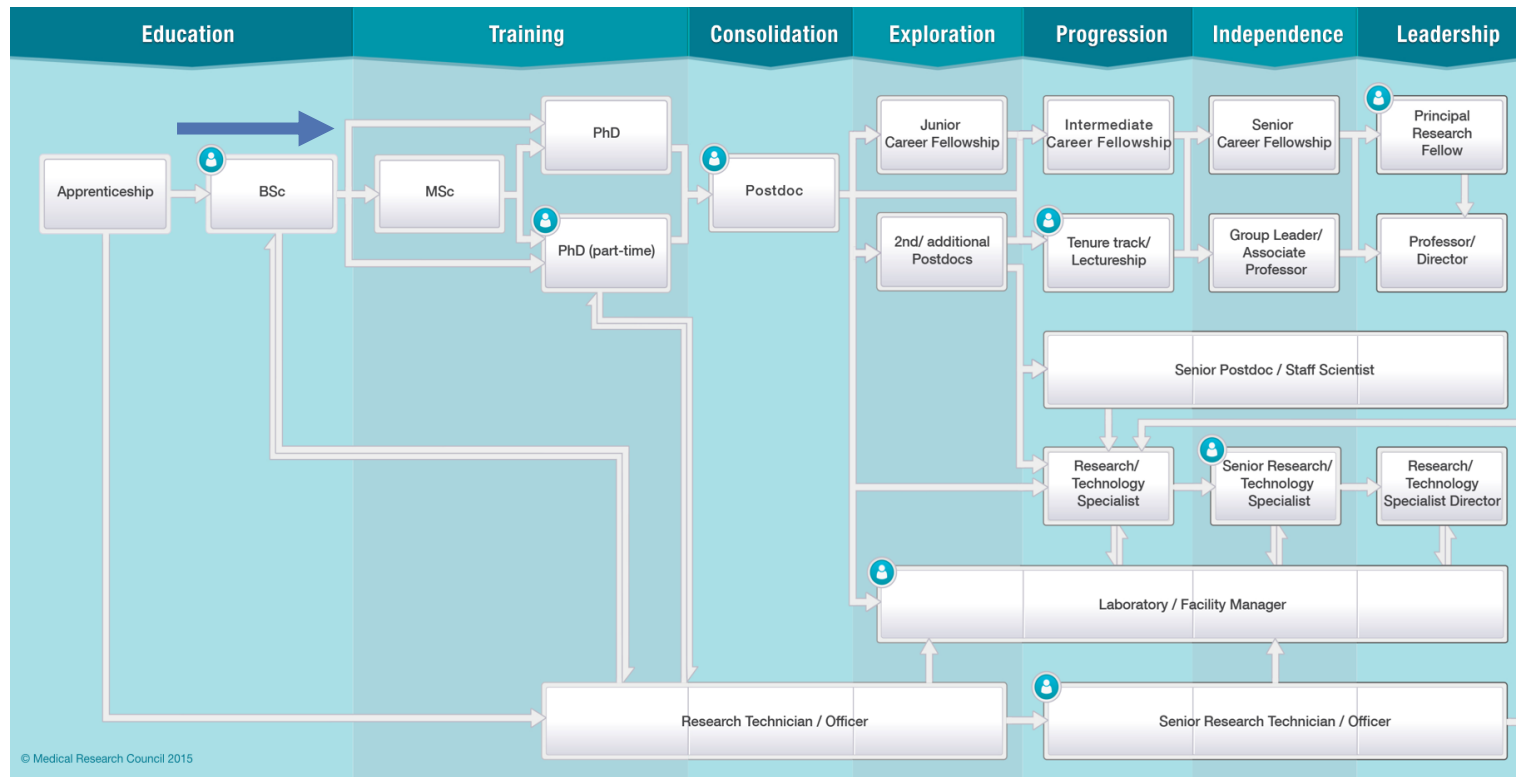 Education
Training
Consolidation
Exploration
Progression
Independence
Leadership
Apprenticeship
BSc
MSc
PhD
PhD (part-time)
Postdoc
Junior
Career Fellowship
2nd/ additional
Postdocs
Intermediate
Career Fellowship
Tenure track/
Lectureship
Senior
Career Fellowship
Group Leader/
Associate
Professor
Principal
Research
Fellow
Professor/
Director
Senior Postdoc / Staff Scientist
Research/
Technology
Specialist
Senior Research/
Technology
Specialist
Research/
Technology
Specialist Director
Laboratory / Facility Manager
Research Technician / Officer
Senior Research Technician / Officer
© Medical Research Council 2015